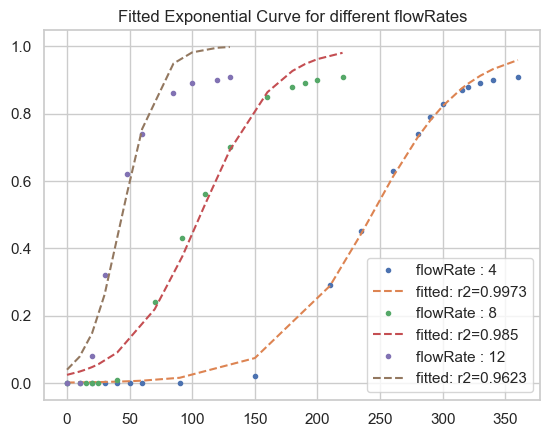 Fitted Exponential Curve for different flowRates
1.0
0.8
0.6
0.4
0.2
0.0
flowRate : 4
fitted: r2=0.9973
flowRate : 8
fitted: r2=0.985
flowRate : 12
fitted: r2=0.9623
0 50 100 150 200 250 300 350